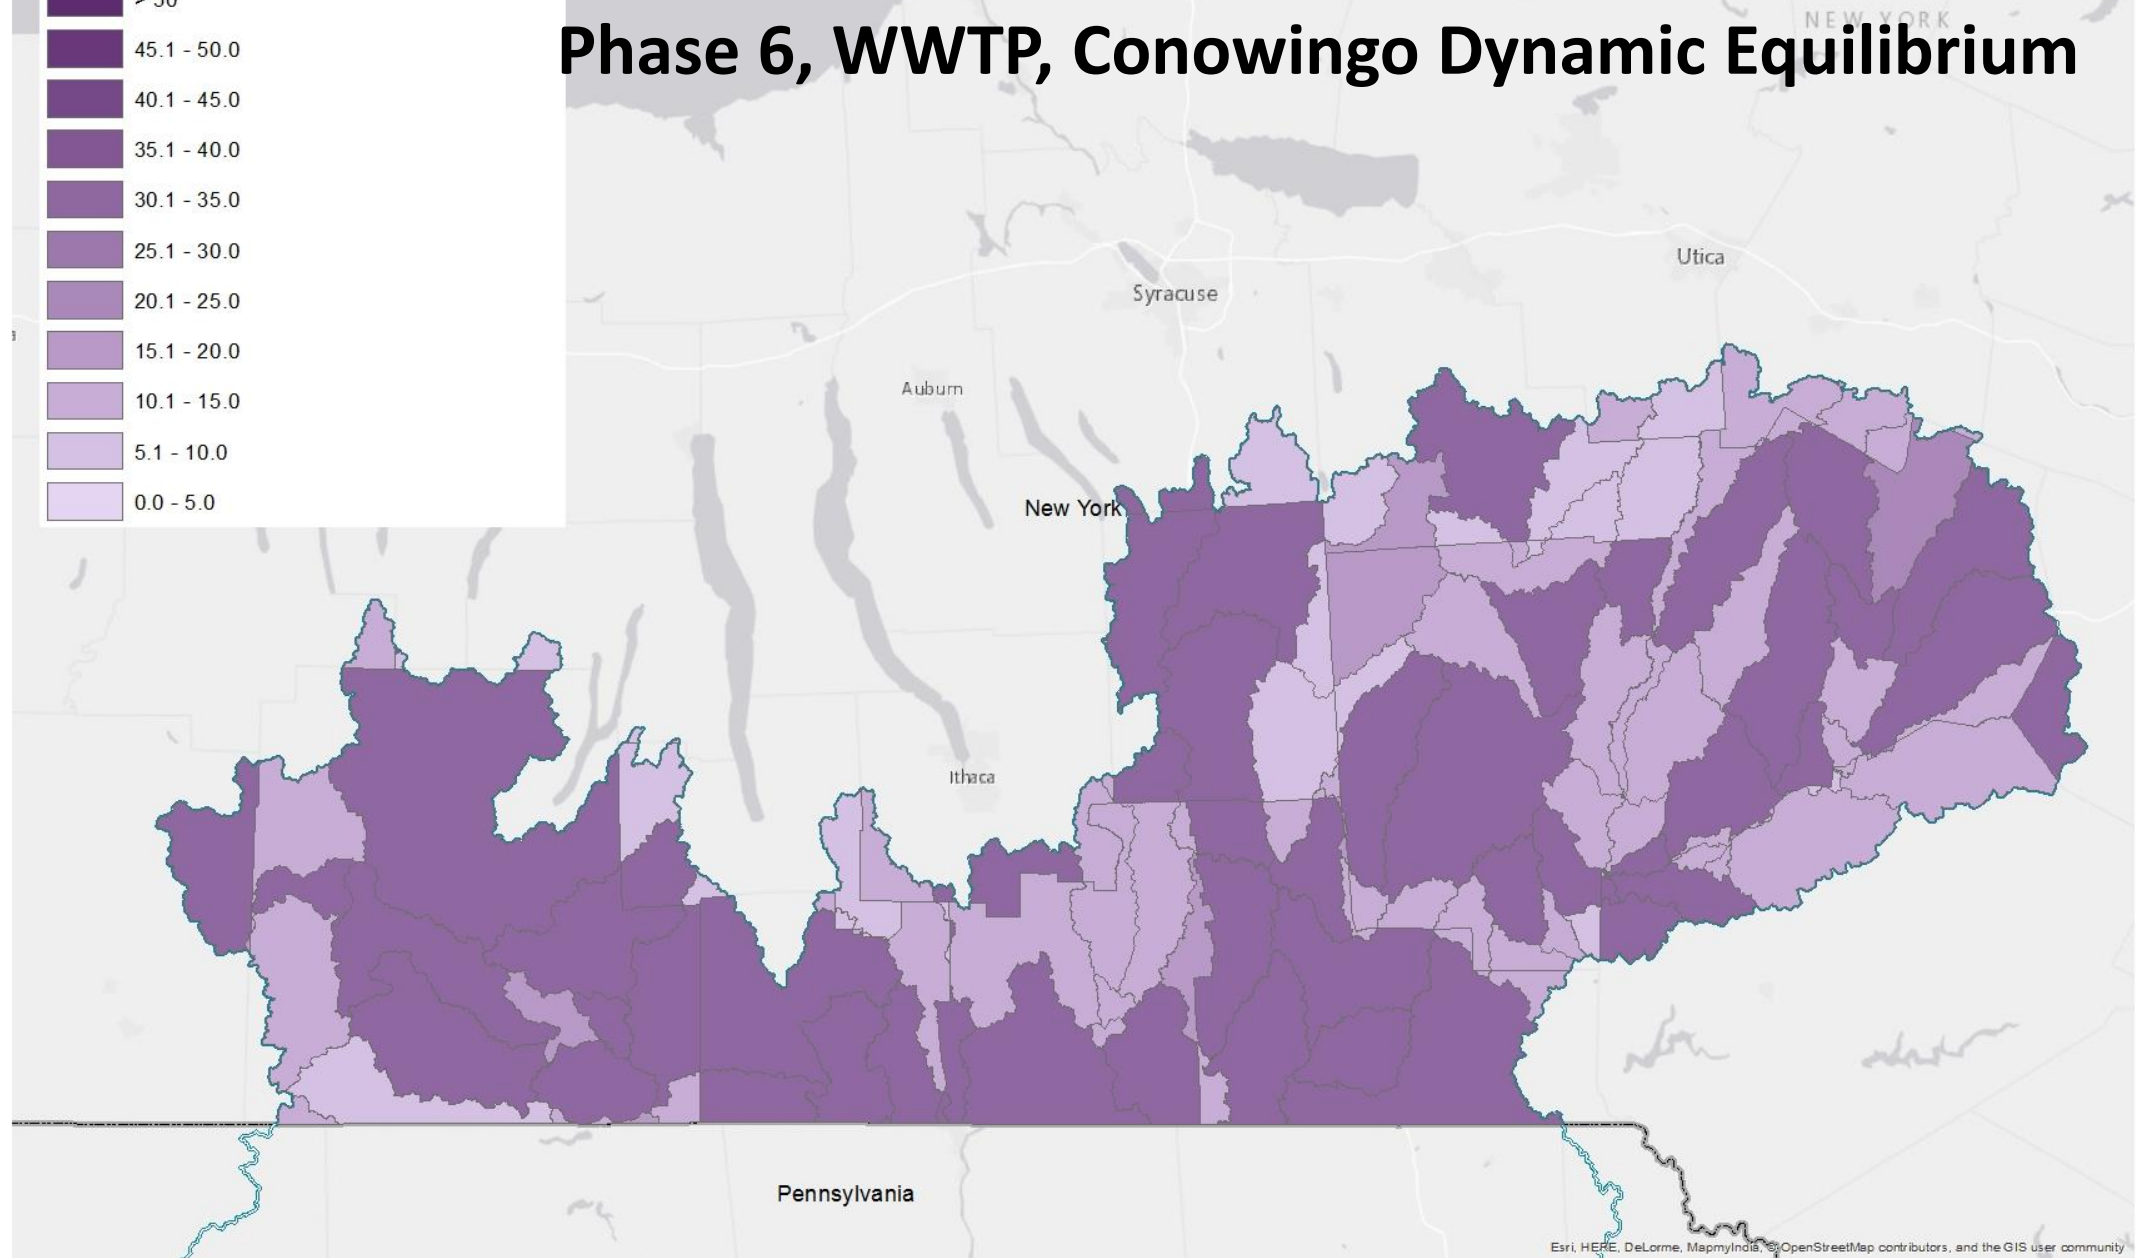 Phase 6, WWTP, Conowingo Dynamic Equilibrium
NEW YORK
> 50
45.1 - 50.0
40.1 - 45.0
35.1 - 40.0
30.1 - 35.0
25.1 - 30.0
20.1 - 25.0
15.1 - 20.0
10.1 - 15.0
5.1 - 10.0
0.0 - 5.0
Utica
Syracuse
Auburn
New York
Ithaca
Pennsylvania
Esri, HERE, DeLorme, MapmyIndia, © OpenStreetMap contributors, and the GIS user community